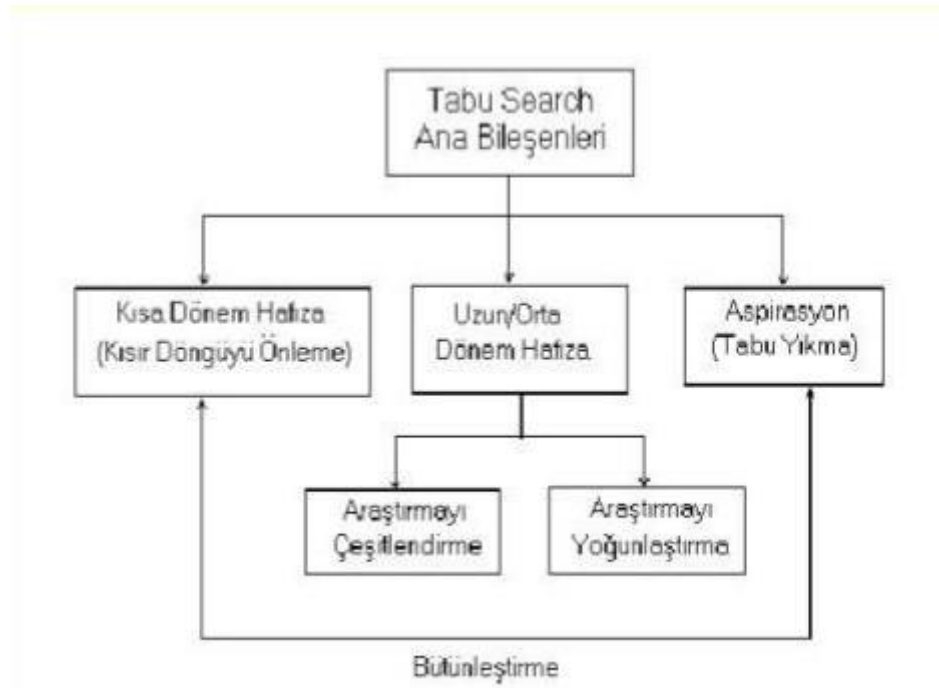 Tabu Search
Ana Bileşenleri
Kısa Dönem Hafıza
(Kısır Döngüyü Önleme)
Uzun/Orta
Dönem Hafıza
Aspirasyon
(Tabu Yıkma)
Araştırmayı
Çeşitlendirme
Araştırmayı
Yoğunlaştırma
Bütünleştirme